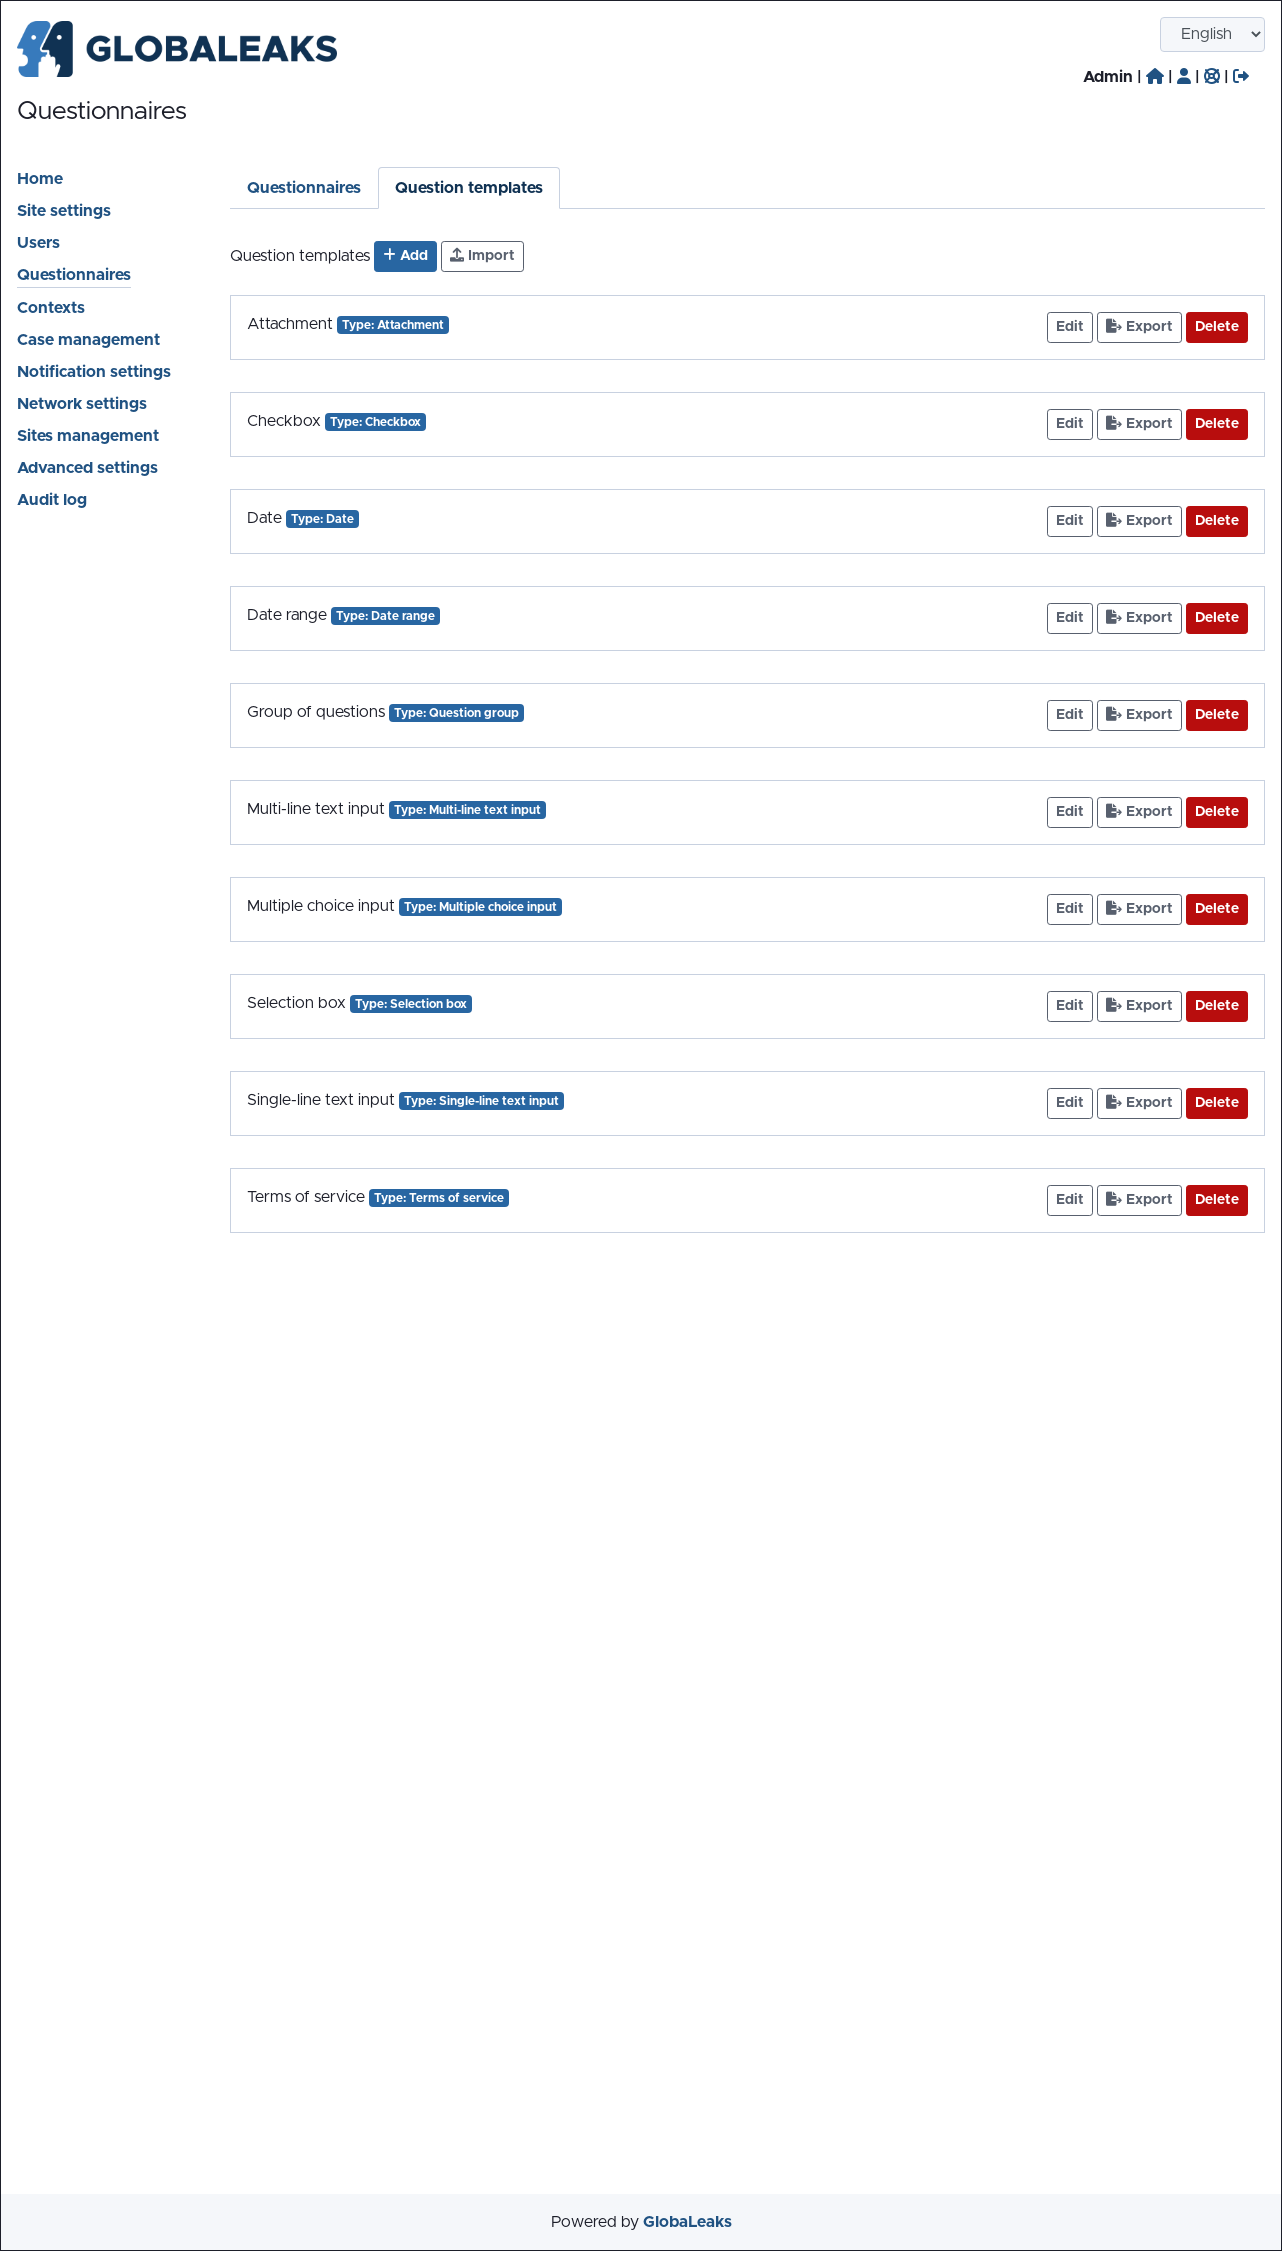 GLOBALEAKS
English
Admin | | | |
Questionnaires
Home
Site settings
Users
Questionnaires
Contexts
Case management
Notification settings
Network settings
Sites management
Advanced settings
Audit log
Questionnaires Question templates
Question templates Add Import
Attachment Type: Attachment Edit Export Delete
Checkbox Type: Checkbox Edit Export Delete
Date Type: Date Edit Export Delete
Date range Type: Date range Edit Export Delete
Group of questions Type: Question group Edit Export Delete
Multi-line text input Type: Multi-line text input Edit Export Delete
Multiple choice input Type: Multiple choice input Edit Export Delete
Selection box Type: Selection box Edit Export Delete
Single-line text input Type: Single-line text input Edit Export Delete
Terms of service Type: Terms of service Edit Export Delete
Powered by GlobaLeaks